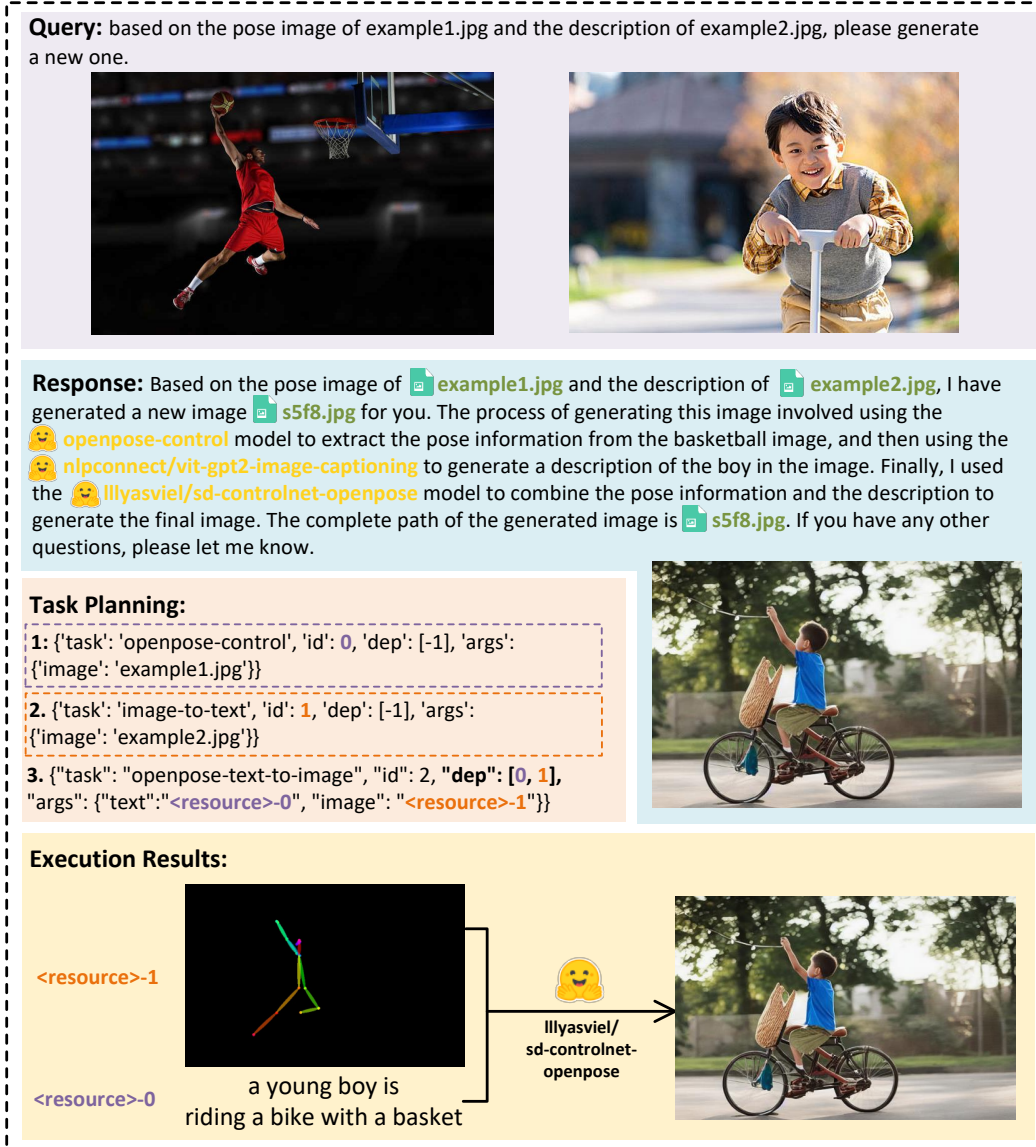 Query: based on the pose image of example1.jpg and the description of example2.jpg, please generate
a new one.
Response: Based on the pose image of example1.jpg and the description of example2.jpg, I have
generated a new image s5f8.jpg for you. The process of generating this image involved using the
openpose-control model to extract the pose information from the basketball image, and then using the
nlpconnect/vit-gpt2-image-captioning to generate a description of the boy in the image. Finally, I used
the lllyasviel/sd-controlnet-openpose model to combine the pose information and the description to
generate the final image. The complete path of the generated image is s5f8.jpg. If you have any other
questions, please let me know.
Task Planning:
1: {'task': 'openpose-control', 'id': 0, 'dep': [-1], 'args':
{'image': 'example1.jpg'}}
2. {'task': 'image-to-text', 'id': 1, 'dep': [-1], 'args':
{'image': 'example2.jpg'}}
3. {"task": "openpose-text-to-image", "id": 2, "dep": [0, 1],
"args": {"text":"<resource>-0", "image": "<resource>-1"}}
Execution Results:
<resource>-1
lllyasviel/
sd-controlnet-
openpose
<resource>-0
a young boy is
riding a bike with a basket